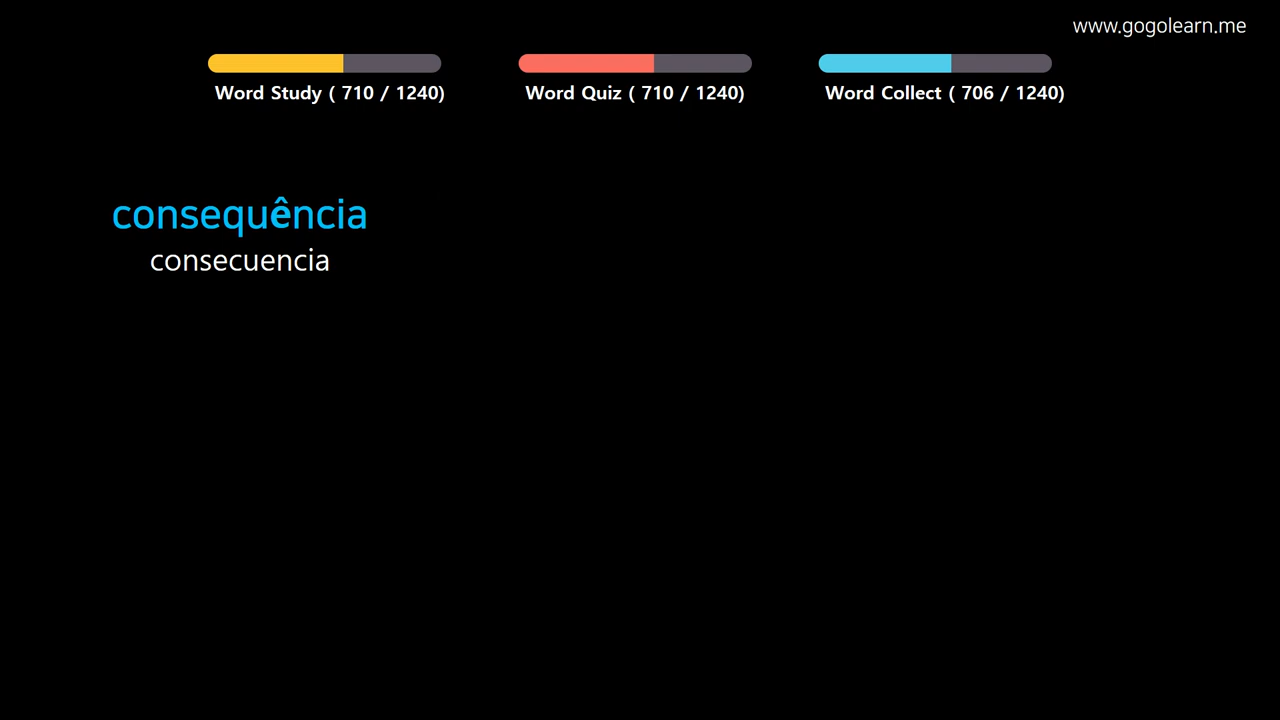 www.gogolearn.me
Word Study ( 710 / 1240)
Word Quiz ( 710 / 1240)
Word Collect ( 706 / 1240)
consequência
consecuencia